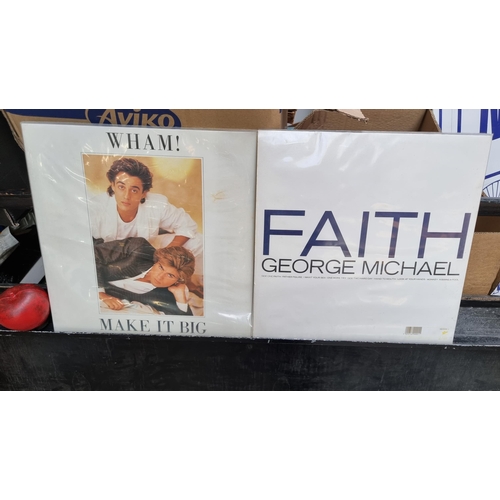 Aviko
WHAM!
MAKE IT BIG
FAITH
GEORGE MICHAEL